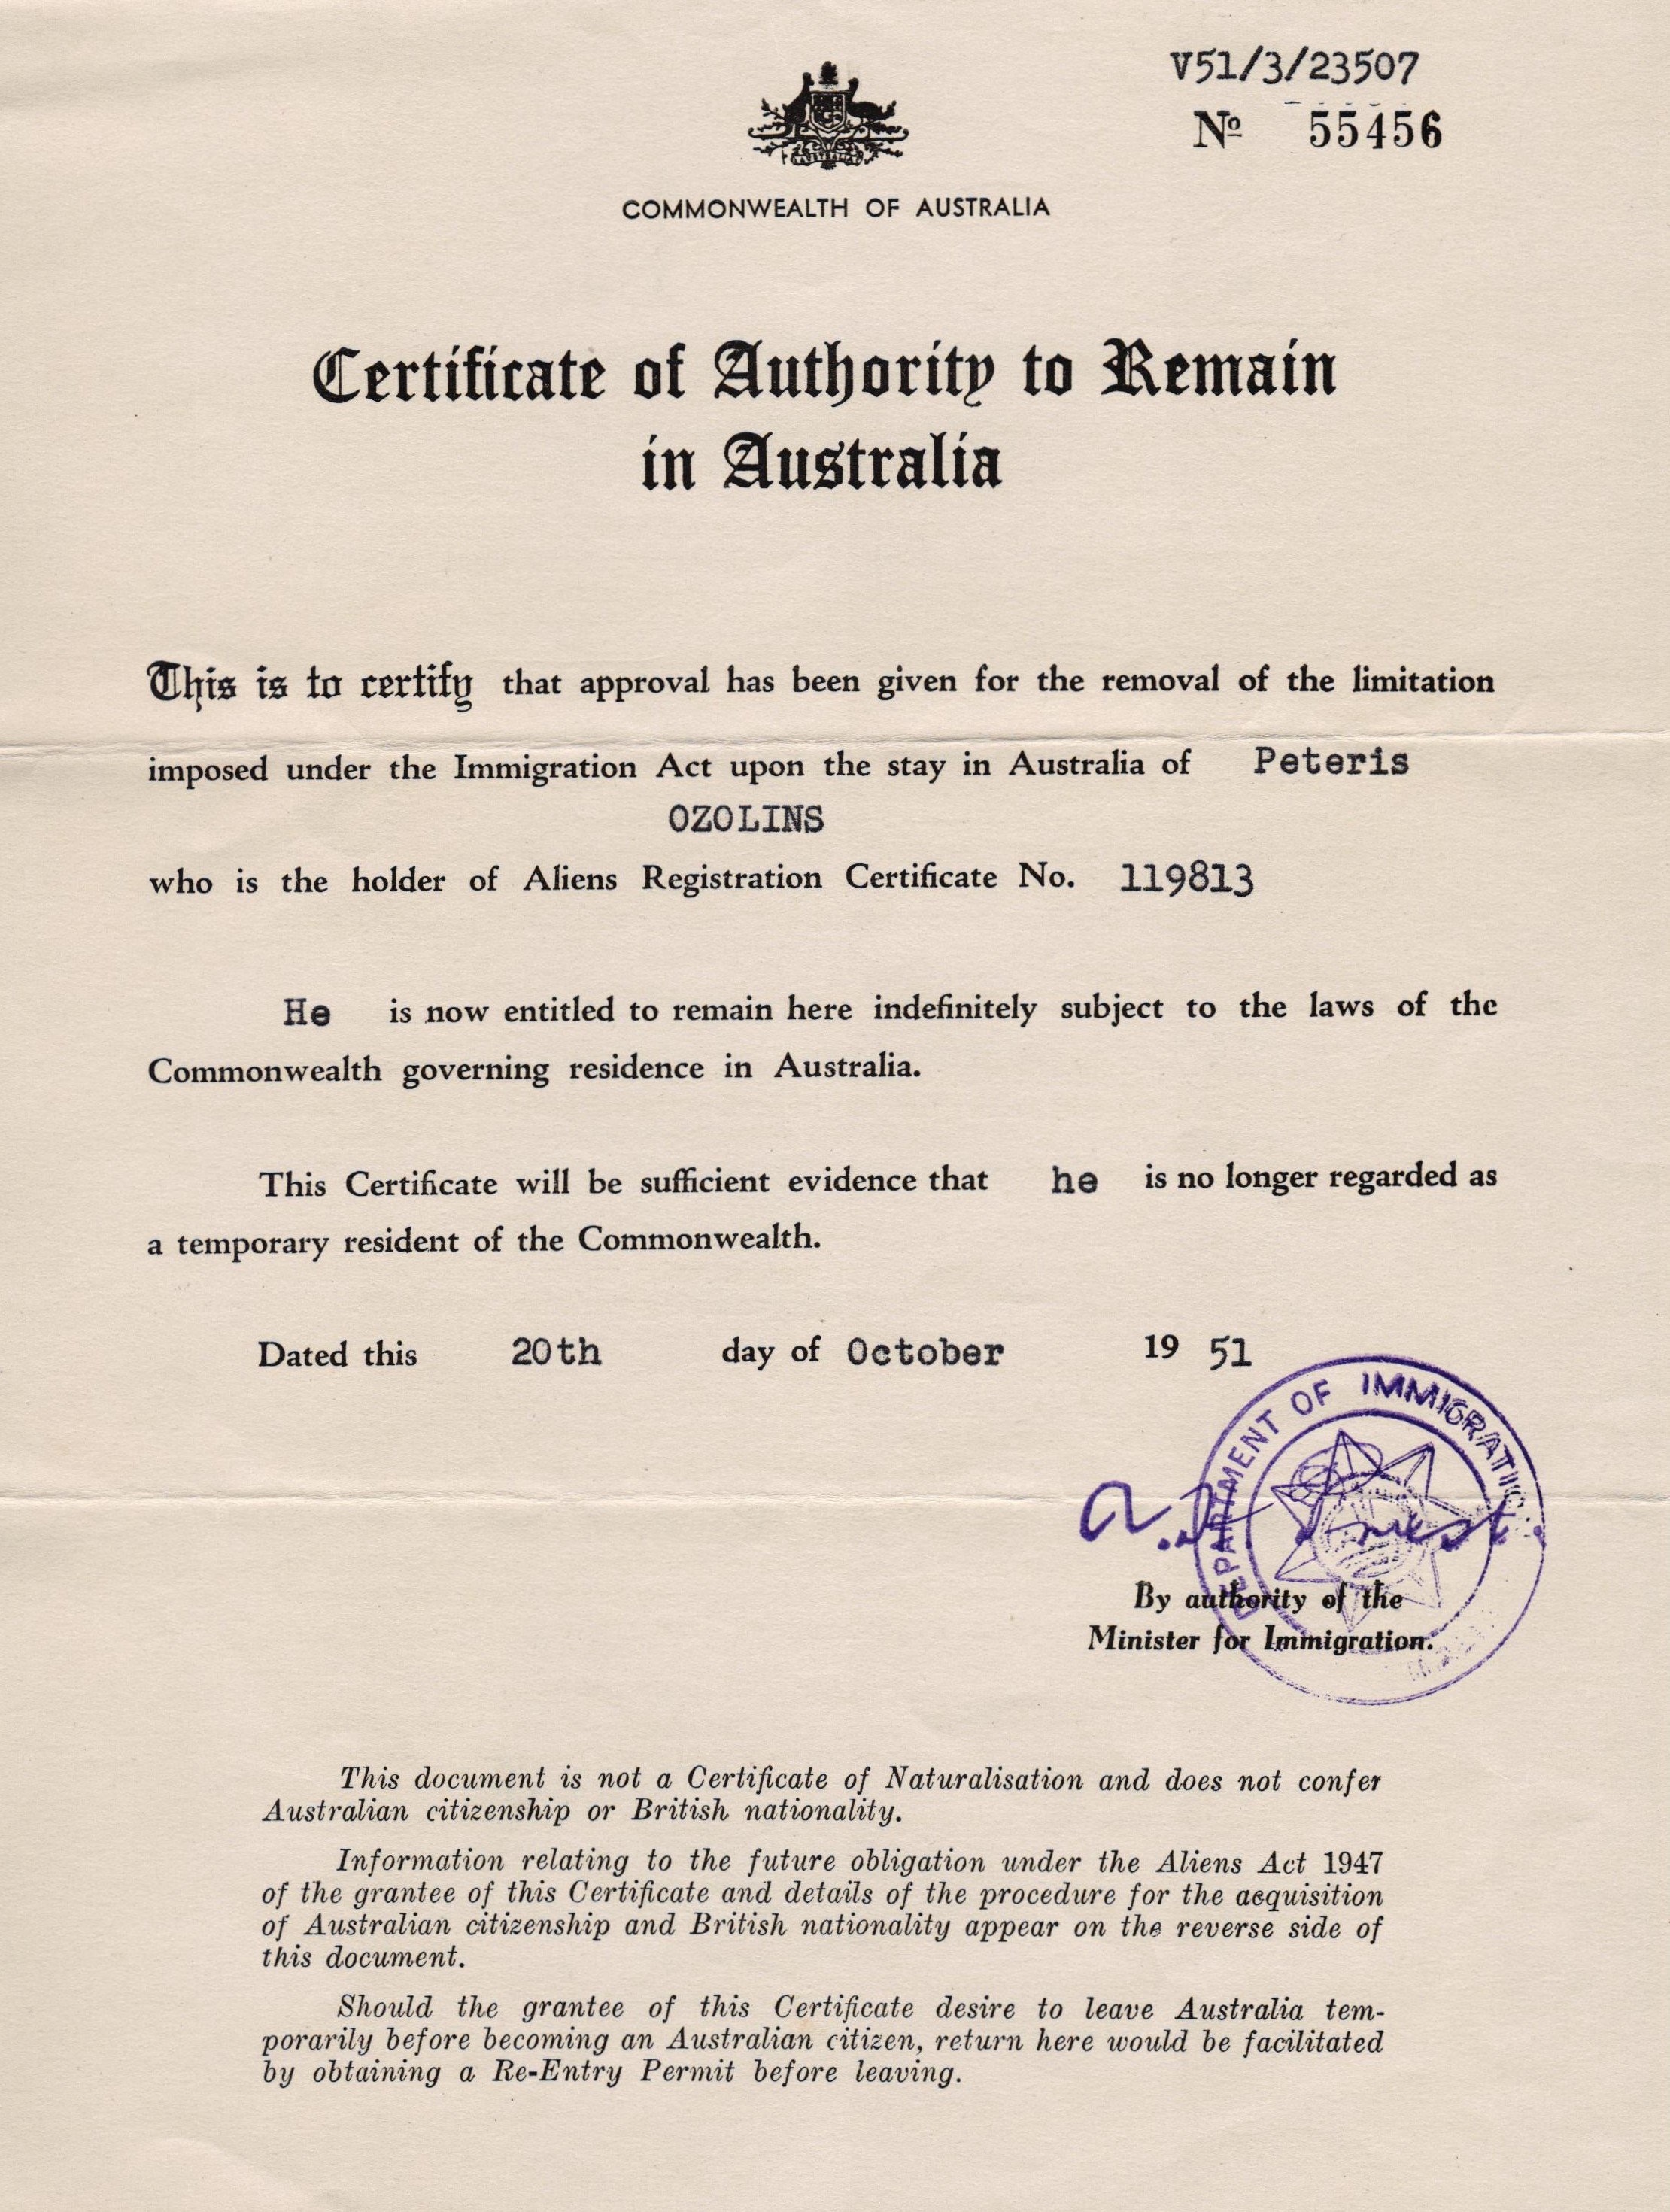 V51/3/23507
Nº 55456
AUSTRALIA
COMMONWEALTH OF AUSTRALIA
Certificate of Authority to Remain
in Australia
This is to certify that approval has been given for the removal of the limitation
imposed under the Immigration Act upon the stay in Australia of Peteris
OZOLINS
who is the holder of Aliens Registration Certificate No. 119813
He is now entitled to remain here indefinitely subject to the laws of the
Commonwealth governing residence in Australia.
This Certificate will be sufficient evidence that he is no longer regarded as
a temporary resident of the Commonwealth.
Dated this 20th day of October 19 51
DEPARTMENT OF IMMIGRATION
By authority of the
Minister for Immigration.
This document is not a Certificate of Naturalisation and does not confer
Australian citizenship or British nationality.
Information relating to the future obligation under the Aliens Act 1947
of the grantee of this Certificate and details of the procedure for the acquisition
of Australian citizenship and British nationality appear on the reverse side of
this document.
Should the grantee of this Certificate desire to leave Australia tem-
porarily before becoming an Australian citizen, return here would be facilitated
by obtaining a Re-Entry Permit before leaving.